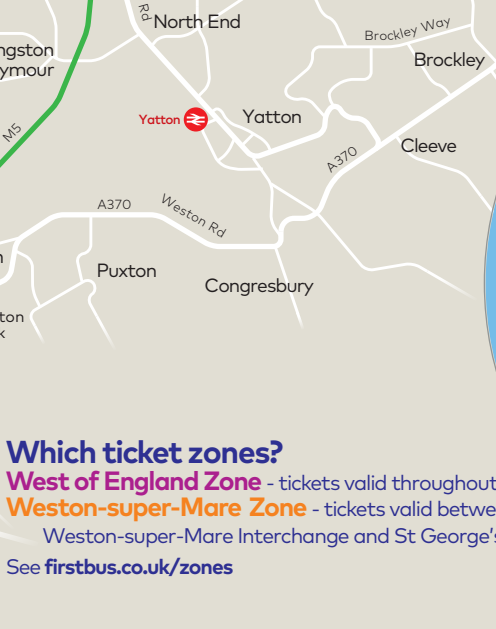 Rd
North End
Brockley Way
ngston
ymour
Brockley
Yatton
Yatton
M5
Cleeve
A370
A370
Weston Rd
n
Puxton
Congresbury
ton
k
Which ticket zones?
West of England Zone - tickets valid throughout
Weston-super-Mare Zone - tickets valid betwe
Weston-super-Mare Interchange and St George's
See firstbus.co.uk/zones